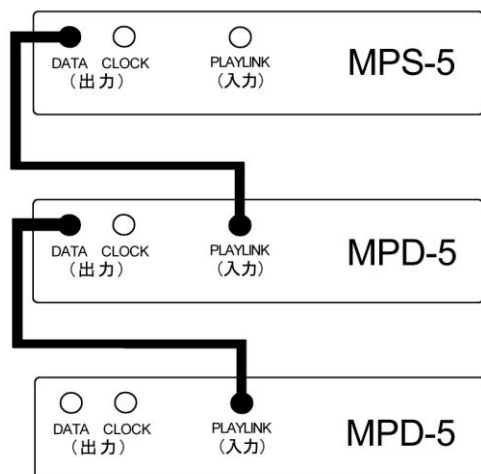 DATA CLOCK PLAYLINK
(出力) (入力)
MPS-5
DATA CLOCK PLAYLINK
(出力) (入力)
MPD-5
DATA CLOCK PLAYLINK
(出力) (入力)
MPD-5